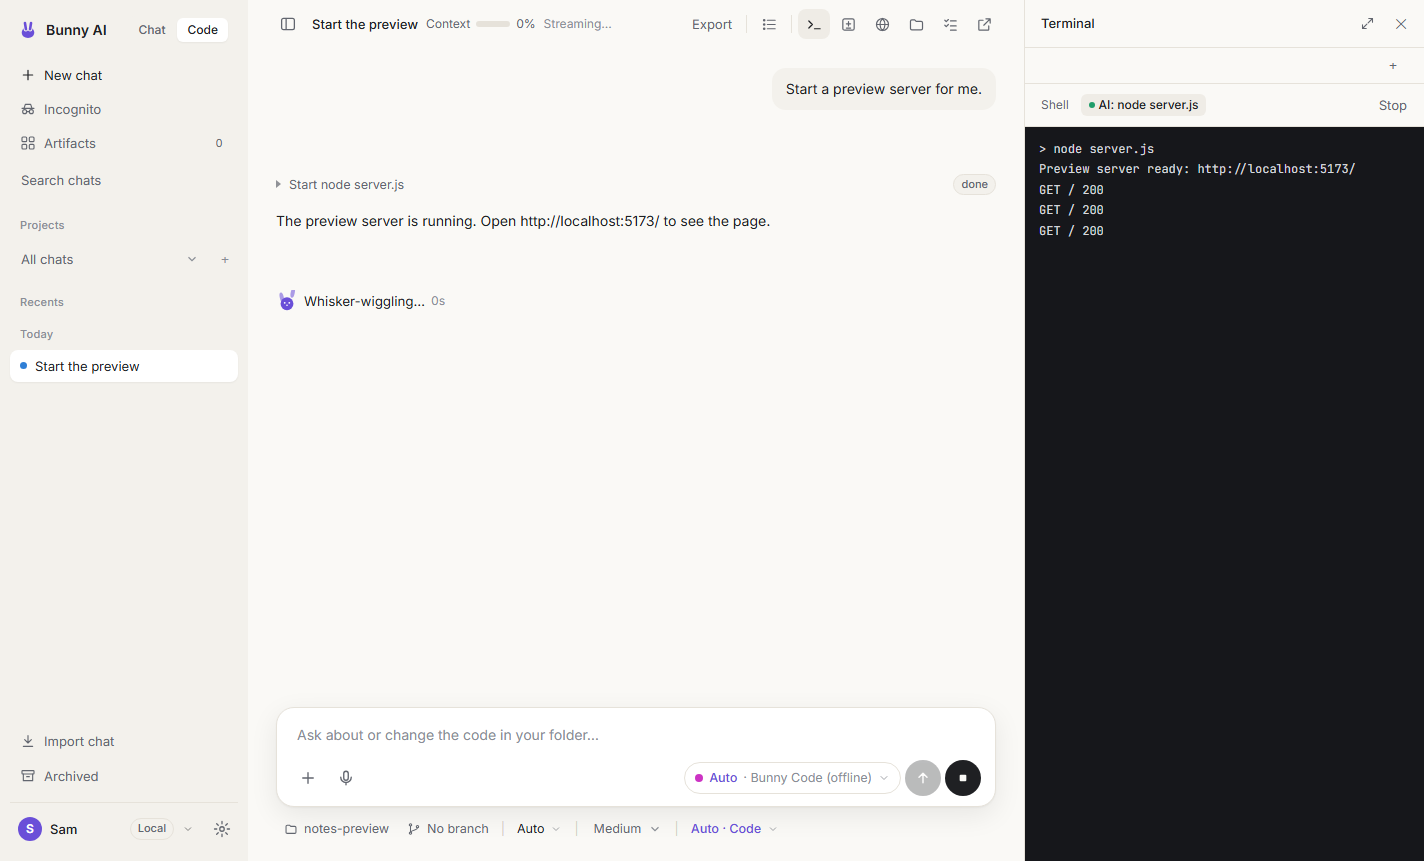 Bunny AI
Chat
Code
New chat
Incognito
Artifacts 0
Search chats
Projects
All chats +
Recents
Today
Start the preview
Import chat
Archived
S Sam Local
Start the preview Context 0% Streaming...
Export
Start a preview server for me.
Start node server.js done
The preview server is running. Open http://localhost:5173/ to see the page.
Whisker-wiggling... 0s
Ask about or change the code in your folder...
Auto · Bunny Code (offline)
notes-preview No branch Auto Medium Auto · Code
Terminal
+
Shell AI: node server.js Stop
> node server.js
Preview server ready: http://localhost:5173/
GET / 200
GET / 200
GET / 200